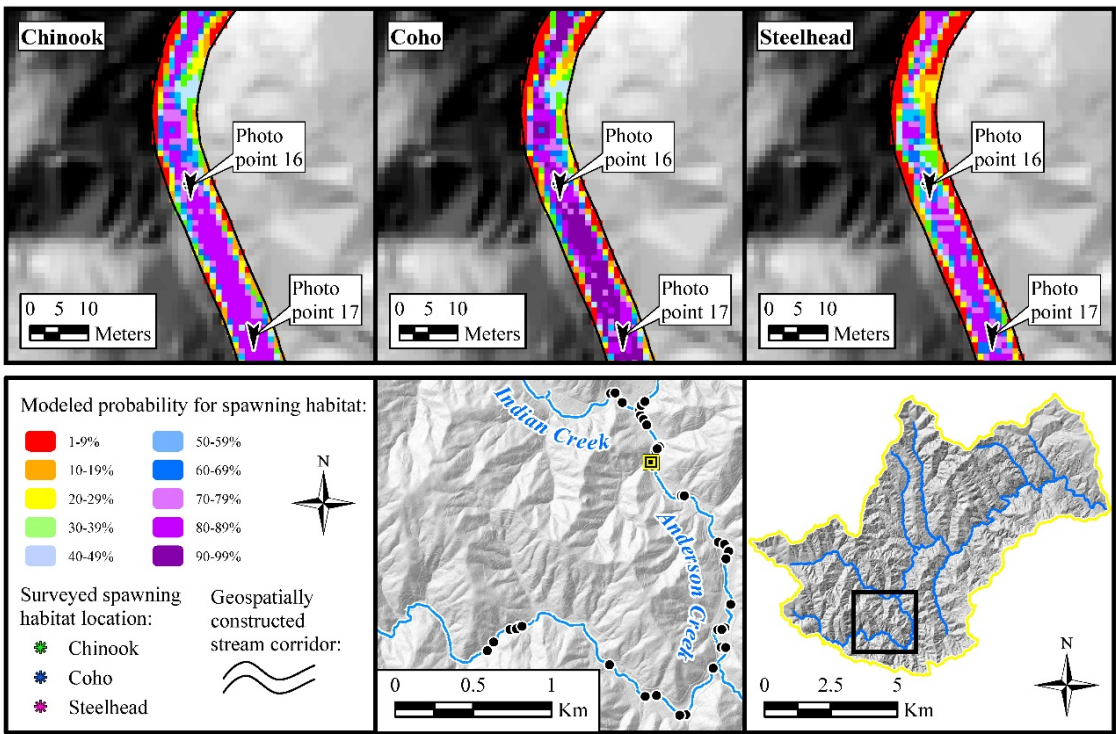 Chinook
Photo
point 16
Photo
point 17
0 5 10
Meters
Coho
Photo
point 16
Photo
point 17
0 5 10
Meters
Steelhead
Photo
point 16
Photo
point 17
0 5 10
Meters
Modeled probability for spawning habitat:
1-9%
10-19%
20-29%
30-39%
40-49%
50-59%
60-69%
70-79%
80-89%
90-99%
N
Surveyed spawning
habitat location:
Chinook
Coho
Steelhead
Geospatially
constructed
stream corridor:
Indian Creek
Anderson Creek
0 0.5 1
Km
0 2.5 5
Km
N